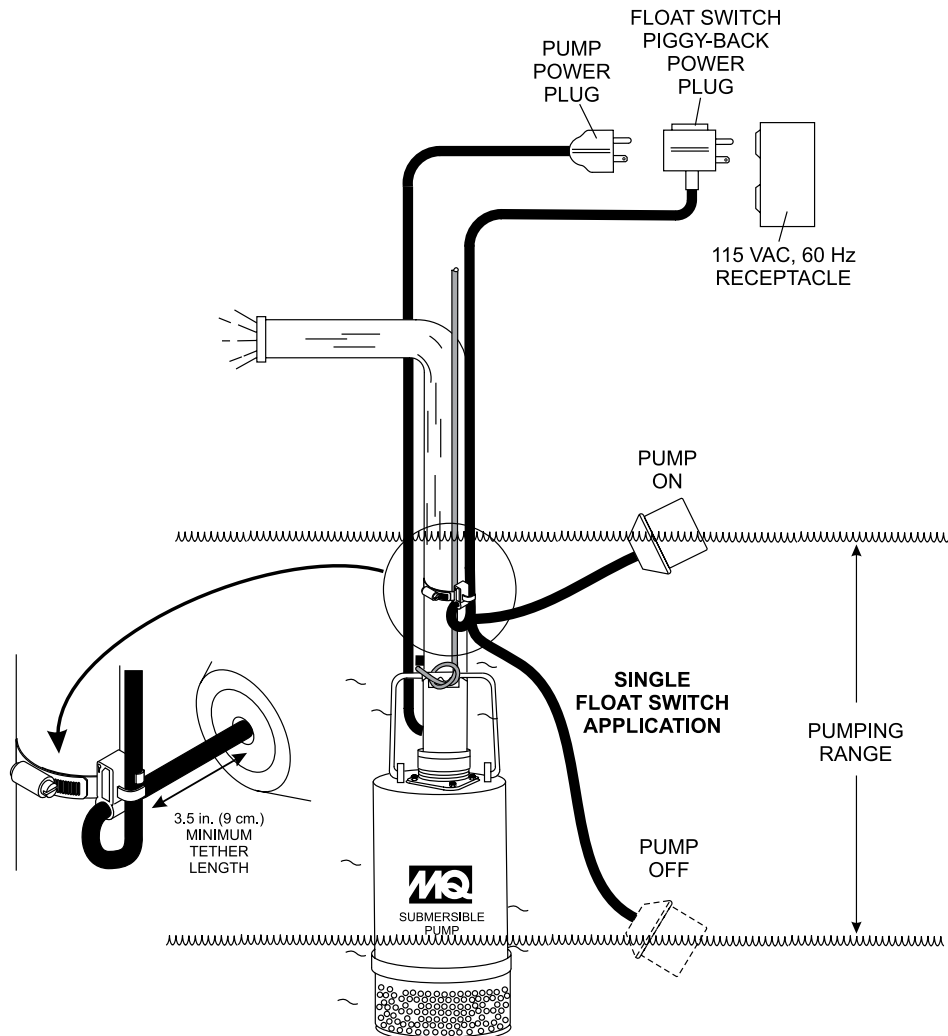 FLOAT SWITCH
PIGGY-BACK
POWER
PLUG
PUMP
POWER
PLUG
115 VAC, 60 Hz
RECEPTACLE
PUMP
ON
SINGLE
FLOAT SWITCH
APPLICATION
PUMPING
RANGE
3.5 in. (9 cm.)
MINIMUM
TETHER
LENGTH
PUMP
OFF
MQ
SUBMERSIBLE
PUMP